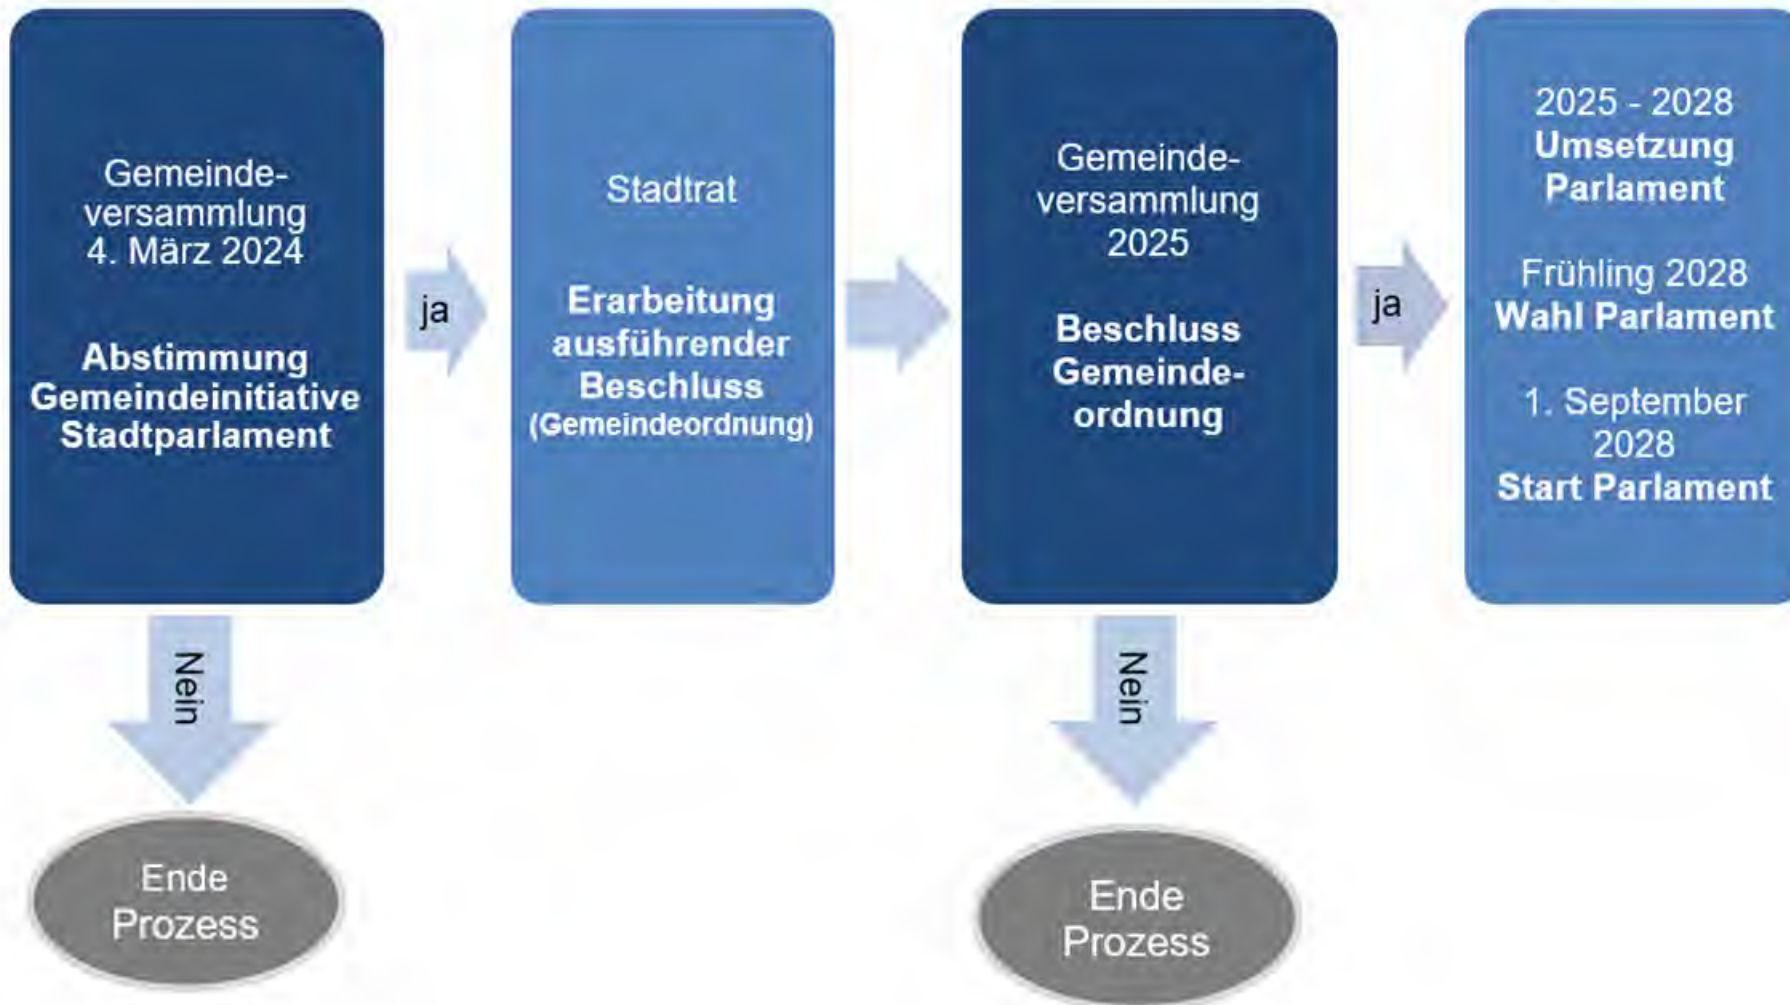 Gemeinde-
versammlung
4. März 2024
Abstimmung
Gemeindeinitiative
Stadtparlament
ja
Nein
Ende
Prozess
Stadtrat
Erarbeitung
ausführender
Beschluss
(Gemeindeordnung)
Gemeinde-
versammlung
2025
Beschluss
Gemeinde-
ordnung
ja
Nein
Ende
Prozess
2025 - 2028
Umsetzung
Parlament
Frühling 2028
Wahl Parlament
1. September
2028
Start Parlament